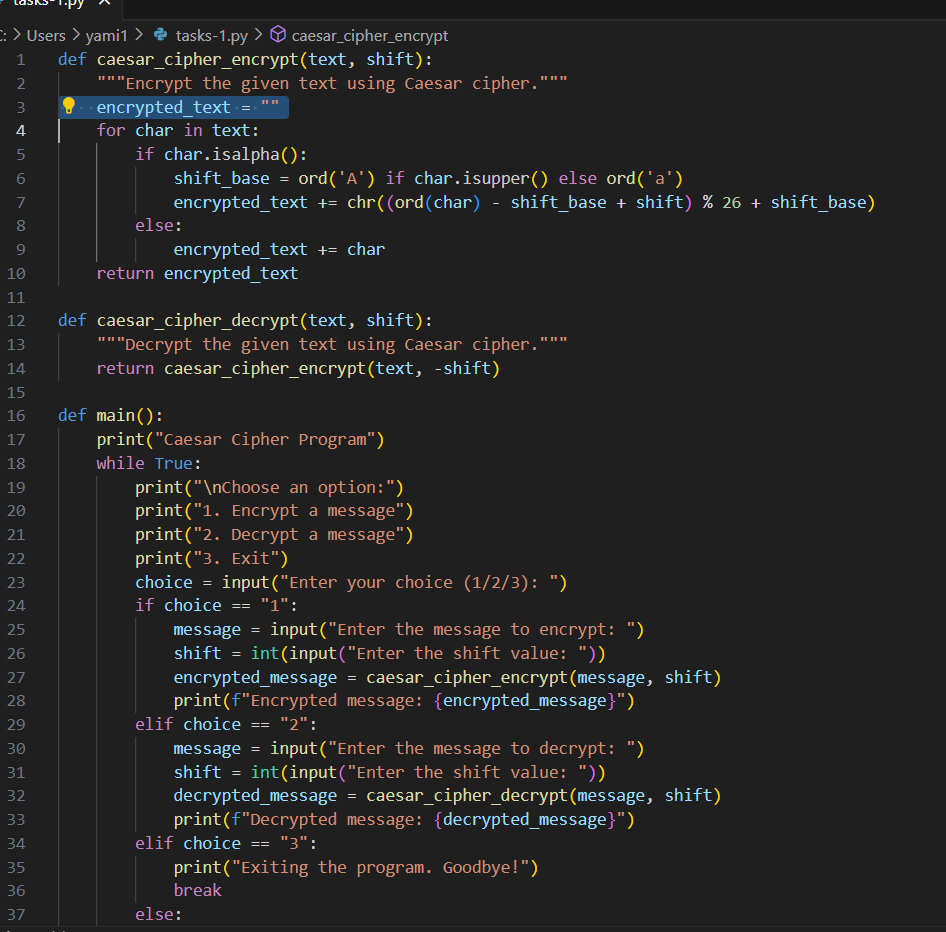 tasks-1.py ×
C: > Users > yami1 > tasks-1.py > caesar_cipher_encrypt
1 def caesar_cipher_encrypt(text, shift):
2     """Encrypt the given text using Caesar cipher."""
3     encrypted_text = ""
4     for char in text:
5         if char.isalpha():
6             shift_base = ord('A') if char.isupper() else ord('a')
7             encrypted_text += chr((ord(char) - shift_base + shift) % 26 + shift_base)
8         else:
9             encrypted_text += char
10     return encrypted_text
11
12 def caesar_cipher_decrypt(text, shift):
13     """Decrypt the given text using Caesar cipher."""
14     return caesar_cipher_encrypt(text, -shift)
15
16 def main():
17     print("Caesar Cipher Program")
18     while True:
19         print("\nChoose an option:")
20         print("1. Encrypt a message")
21         print("2. Decrypt a message")
22         print("3. Exit")
23         choice = input("Enter your choice (1/2/3): ")
24         if choice == "1":
25             message = input("Enter the message to encrypt: ")
26             shift = int(input("Enter the shift value: "))
27             encrypted_message = caesar_cipher_encrypt(message, shift)
28             print(f"Encrypted message: {encrypted_message}")
29         elif choice == "2":
30             message = input("Enter the message to decrypt: ")
31             shift = int(input("Enter the shift value: "))
32             decrypted_message = caesar_cipher_decrypt(message, shift)
33             print(f"Decrypted message: {decrypted_message}")
34         elif choice == "3":
35             print("Exiting the program. Goodbye!")
36             break
37         else: